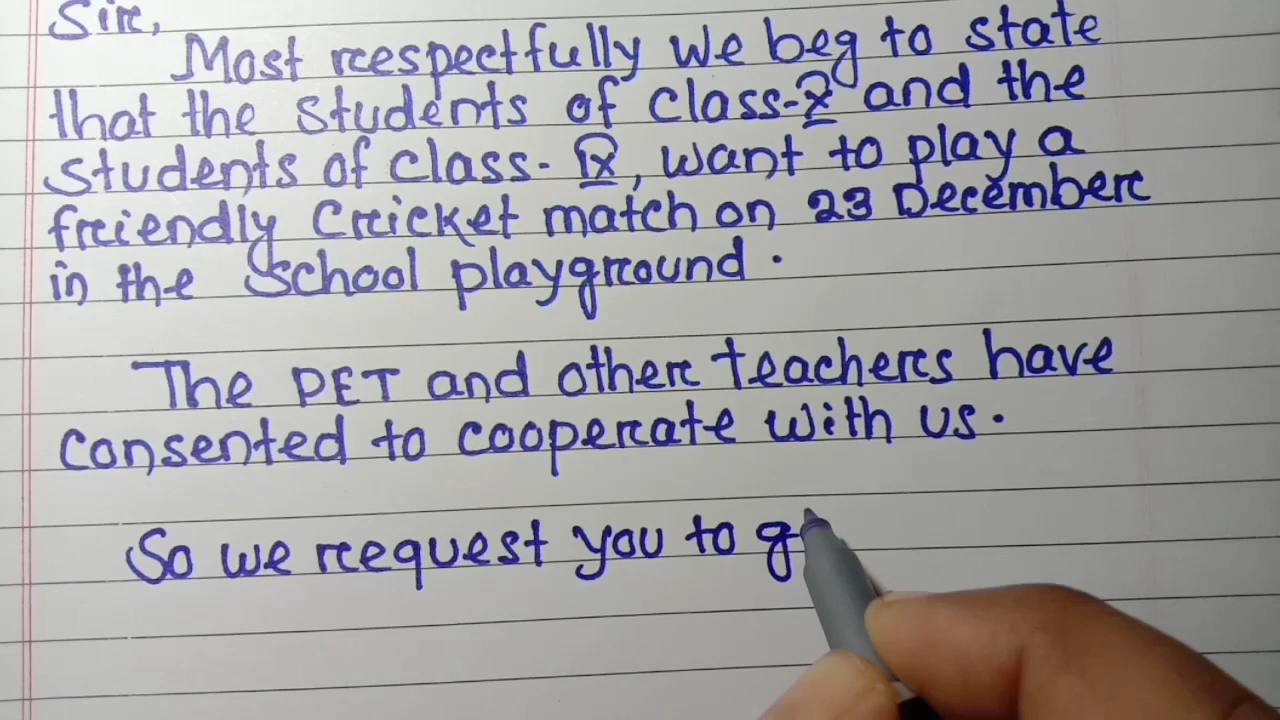 Sir,
Most respectfully we beg to state
that the students of class-X and the
students of class- IX, want to play a
friendly Cricket match on 23 December
in the School playground.
The PET and other teachers have
consented to cooperate with us.
So we request you to g